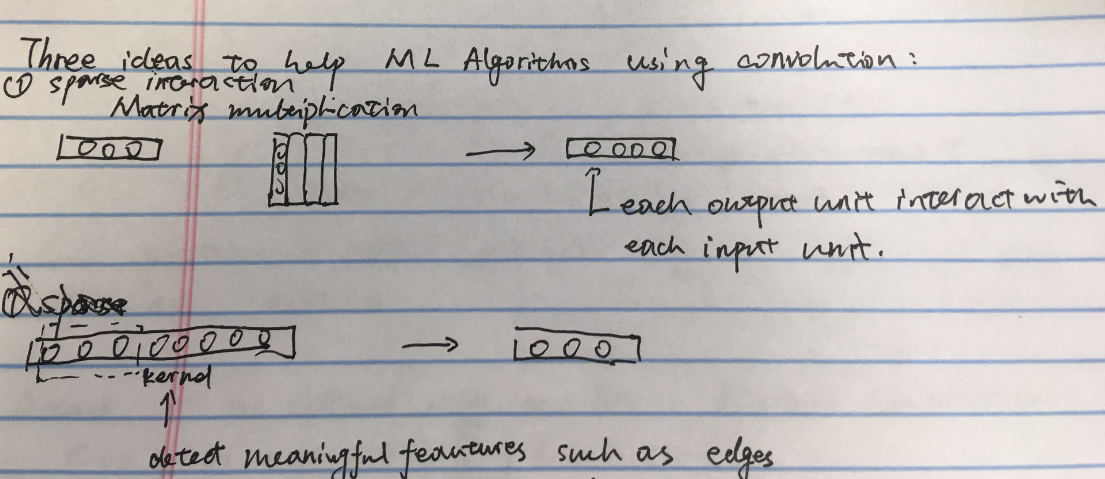 Three ideas to help ML Algorithms using convolution:
① sparse interaction
Matrix multiplication
each output unit interact with
each input unit.
sparse
kernel
detect meaningful feautures such as edges